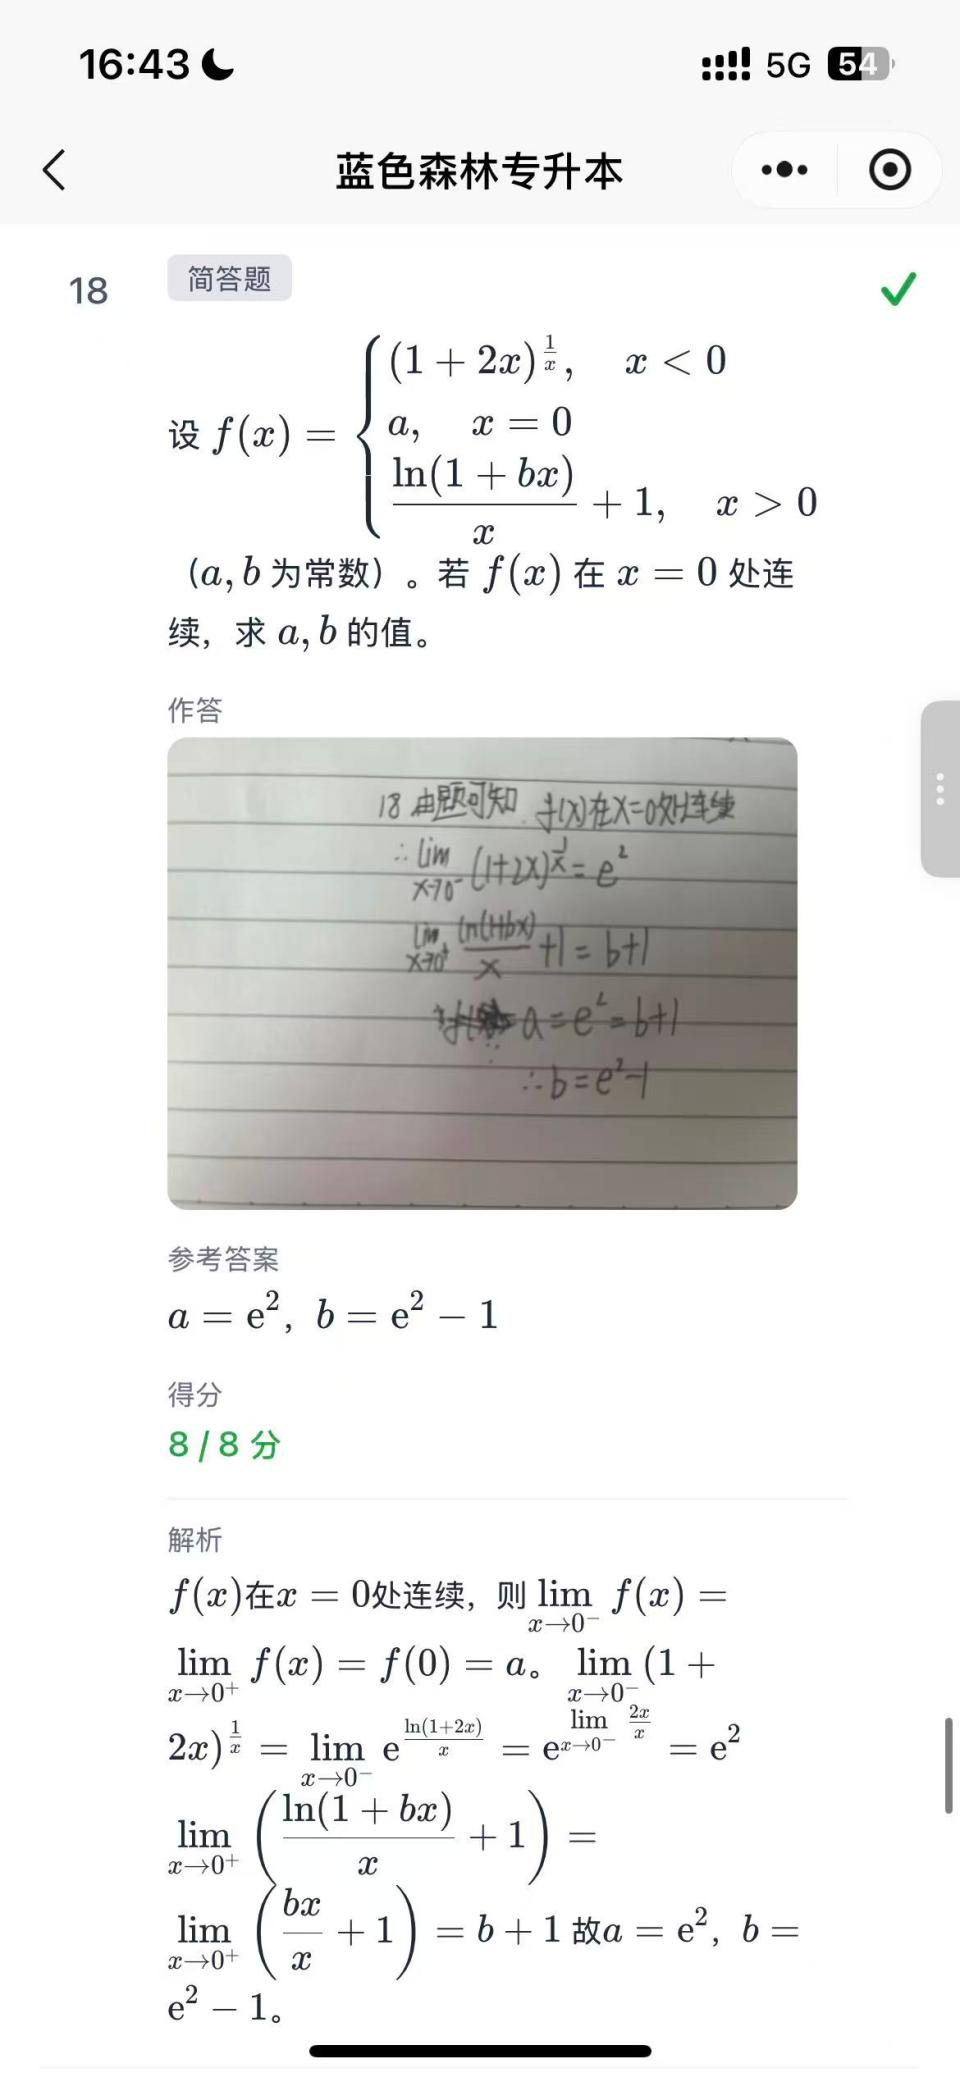 16:43 5G 54
蓝色森林专升本
18 简答题
设 f(x) = { (1 + 2x)^{1/x}, x < 0
a, x = 0
ln(1 + bx)/x + 1, x > 0
（a, b 为常数）。若 f(x) 在 x = 0 处连
续，求 a, b 的值。
作答
18 由题可知 f(x)在X=0处连续
∴ lim_{x→0⁻} (1+2x)^{1/x} = e²
lim_{x→0⁺} ln(1+bx)/x +1 = b+1
a = e² = b+1
∴ b = e²-1
参考答案
a = e², b = e² − 1
得分
8 / 8 分
解析
f(x)在x = 0处连续，则 lim_{x→0⁻} f(x) =
lim_{x→0⁺} f(x) = f(0) = a。 lim_{x→0⁻} (1 +
2x)^{1/x} = lim_{x→0⁻} e^{ln(1+2x)/x} = e^{lim_{x→0⁻} 2x/x} = e²
lim_{x→0⁺} (ln(1 + bx)/x + 1) =
lim_{x→0⁺} (bx/x + 1) = b + 1 故a = e², b =
e² − 1。